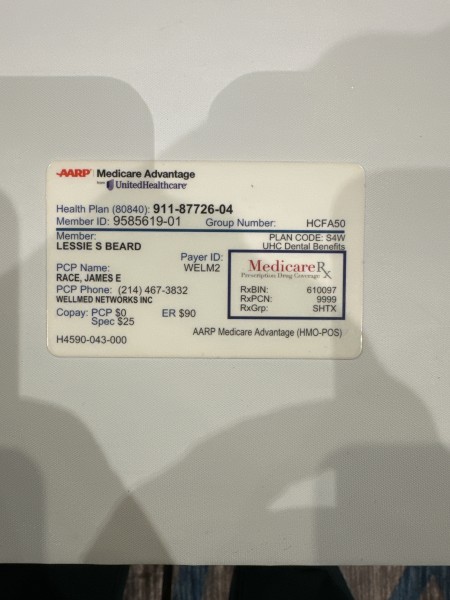 AARP Medicare Advantage
from UnitedHealthcare
Health Plan (80840): 911-87726-04
Member ID: 9585619-01 Group Number: HCFA50
Member: PLAN CODE: S4W
LESSIE S BEARD UHC Dental Benefits
Payer ID:
PCP Name: WELM2
RACE, JAMES E
PCP Phone: (214) 467-3832
WELLMED NETWORKS INC
Copay: PCP $0 ER $90
Spec $25
MedicareRx
Prescription Drug Coverage
RxBIN: 610097
RxPCN: 9999
RxGrp: SHTX
H4590-043-000 AARP Medicare Advantage (HMO-POS)